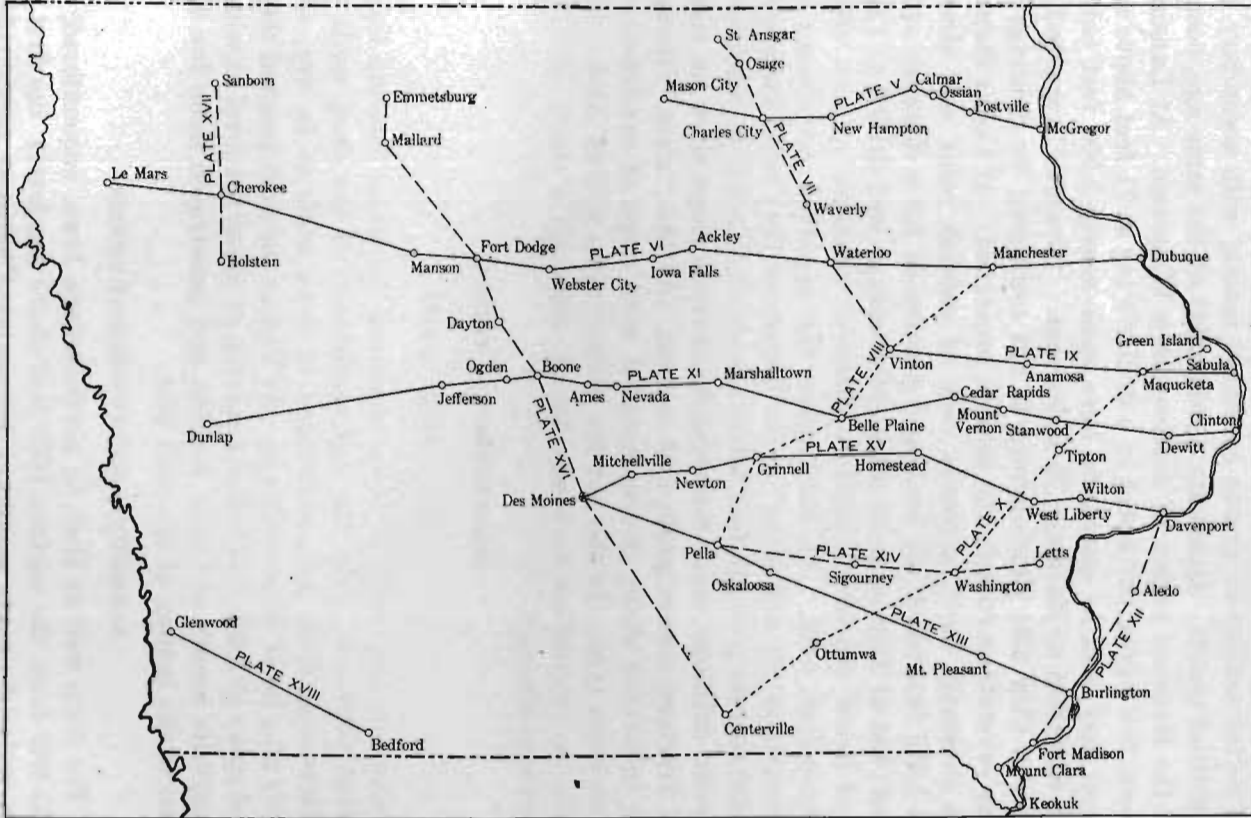 St Ansgar
Osage
Sanborn
Mason City
Calmar
Ossian
Emmetsburg
PLATE V
Postville
PLATE XVII
Charles City
New Hampton
McGregor
Mallard
Le Mars
PLATE VII
Cherokee
Waverly
Fort Dodge
PLATE VI
Ackley
Waterloo
Manchester
Dubuque
Holstein
Manson
Iowa Falls
Webster City
Dayton
Green Island
PLATE VIII
Vinton
PLATE IX
Sabula
Ogden
Boone
PLATE XI
Marshalltown
Anamosa
Maqucketa
Jefferson
Ames
Nevada
Cedar Rapids
Mount
Vernon
Stanwood
Clinton
Dunlap
Belle Plaine
Dewitt
PLATE XVI
PLATE XV
Mitchellville
Grinnell
Homestead
Tipton
Newton
Wilton
Des Moines
West Liberty
Davenport
PLATE X
Pella
PLATE XIV
Letts
Oskaloosa
Sigourney
Washington
Aledo
PLATE XII
Glenwood
PLATE XIII
Ottumwa
PLATE XVIII
Mt. Pleasant
Burlington
Centerville
Bedford
Fort Madison
Mount Clara
Keokuk